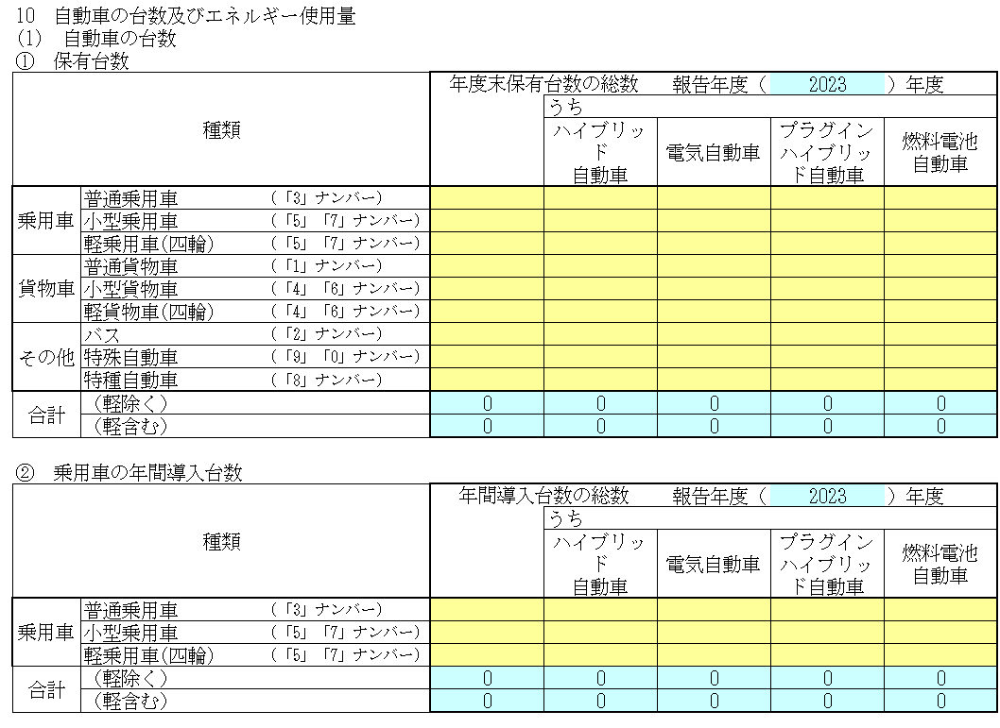 10　自動車の台数及びエネルギー使用量
(1)　自動車の台数
①　保有台数
種類
年度末保有台数の総数　報告年度（　2023　）年度
うち
ハイブリッ
ド
自動車
電気自動車
プラグイン
ハイブリッ
ド自動車
燃料電池
自動車
乗用車
普通乗用車　（「3」ナンバー）
小型乗用車　（「5」「7」ナンバー）
軽乗用車(四輪)　（「5」「7」ナンバー）
貨物車
普通貨物車　（「1」ナンバー）
小型貨物車　（「4」「6」ナンバー）
軽貨物車(四輪)　（「4」「6」ナンバー）
その他
バス　（「2」ナンバー）
特殊自動車　（「9」「0」ナンバー）
特種自動車　（「8」ナンバー）
合計
（軽除く）　0　0　0　0　0
（軽含む）　0　0　0　0　0
②　乗用車の年間導入台数
種類
年間導入台数の総数　報告年度（　2023　）年度
うち
ハイブリッ
ド
自動車
電気自動車
プラグイン
ハイブリッ
ド自動車
燃料電池
自動車
乗用車
普通乗用車　（「3」ナンバー）
小型乗用車　（「5」「7」ナンバー）
軽乗用車(四輪)　（「5」「7」ナンバー）
合計
（軽除く）　0　0　0　0　0
（軽含む）　0　0　0　0　0